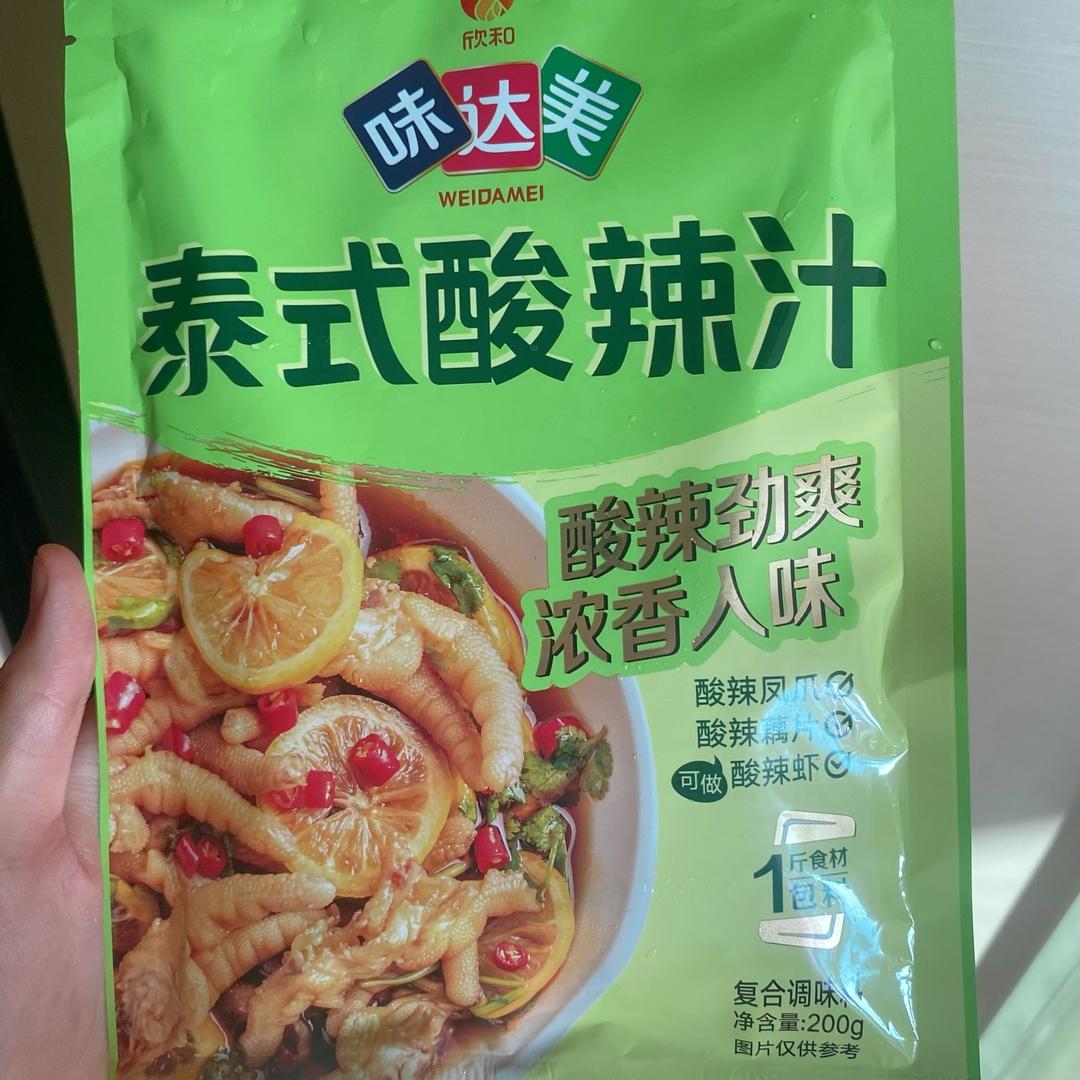 欣和
味达美
WEIDAMEI
泰式酸辣汁
酸辣劲爽
浓香入味
酸辣凤爪
酸辣藕片
可做 酸辣虾
1斤食材
包料
复合调味料
净含量:200g
图片仅供参考